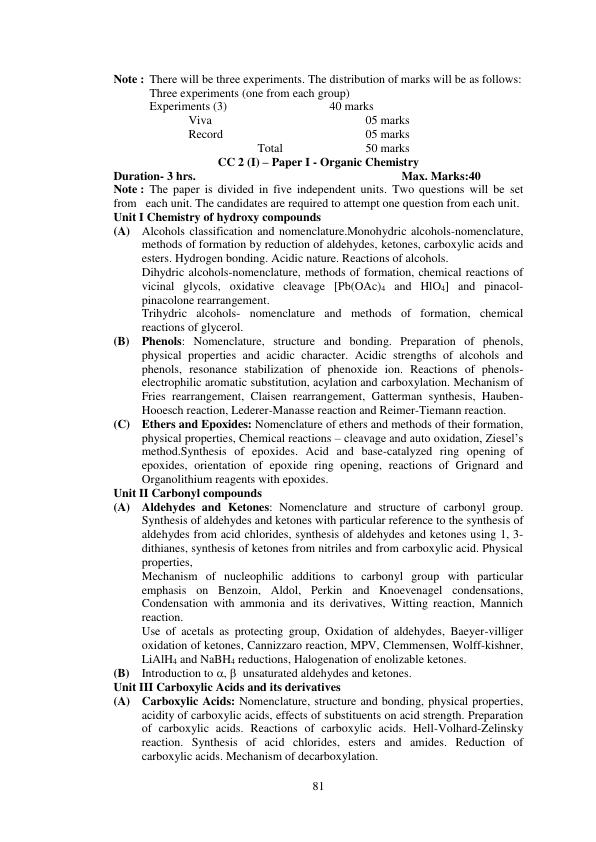 Note : There will be three experiments. The distribution of marks will be as follows:
Three experiments (one from each group)
Experiments (3) 40 marks
Viva 05 marks
Record 05 marks
Total 50 marks
CC 2 (I) – Paper I - Organic Chemistry
Duration- 3 hrs. Max. Marks:40
Note : The paper is divided in five independent units. Two questions will be set
from each unit. The candidates are required to attempt one question from each unit.
Unit I Chemistry of hydroxy compounds
(A) Alcohols classification and nomenclature.Monohydric alcohols-nomenclature,
methods of formation by reduction of aldehydes, ketones, carboxylic acids and
esters. Hydrogen bonding. Acidic nature. Reactions of alcohols.
Dihydric alcohols-nomenclature, methods of formation, chemical reactions of
vicinal glycols, oxidative cleavage [Pb(OAc)₄ and HlO₄] and pinacol-
pinacolone rearrangement.
Trihydric alcohols- nomenclature and methods of formation, chemical
reactions of glycerol.
(B) Phenols: Nomenclature, structure and bonding. Preparation of phenols,
physical properties and acidic character. Acidic strengths of alcohols and
phenols, resonance stabilization of phenoxide ion. Reactions of phenols-
electrophilic aromatic substitution, acylation and carboxylation. Mechanism of
Fries rearrangement, Claisen rearrangement, Gatterman synthesis, Hauben-
Hooesch reaction, Lederer-Manasse reaction and Reimer-Tiemann reaction.
(C) Ethers and Epoxides: Nomenclature of ethers and methods of their formation,
physical properties, Chemical reactions – cleavage and auto oxidation, Ziesel's
method.Synthesis of epoxides. Acid and base-catalyzed ring opening of
epoxides, orientation of epoxide ring opening, reactions of Grignard and
Organolithium reagents with epoxides.
Unit II Carbonyl compounds
(A) Aldehydes and Ketones: Nomenclature and structure of carbonyl group.
Synthesis of aldehydes and ketones with particular reference to the synthesis of
aldehydes from acid chlorides, synthesis of aldehydes and ketones using 1, 3-
dithianes, synthesis of ketones from nitriles and from carboxylic acid. Physical
properties,
Mechanism of nucleophilic additions to carbonyl group with particular
emphasis on Benzoin, Aldol, Perkin and Knoevenagel condensations,
Condensation with ammonia and its derivatives, Witting reaction, Mannich
reaction.
Use of acetals as protecting group, Oxidation of aldehydes, Baeyer-villiger
oxidation of ketones, Cannizzaro reaction, MPV, Clemmensen, Wolff-kishner,
LiAlH₄ and NaBH₄ reductions, Halogenation of enolizable ketones.
(B) Introduction to α, β unsaturated aldehydes and ketones.
Unit III Carboxylic Acids and its derivatives
(A) Carboxylic Acids: Nomenclature, structure and bonding, physical properties,
acidity of carboxylic acids, effects of substituents on acid strength. Preparation
of carboxylic acids. Reactions of carboxylic acids. Hell-Volhard-Zelinsky
reaction. Synthesis of acid chlorides, esters and amides. Reduction of
carboxylic acids. Mechanism of decarboxylation.
81